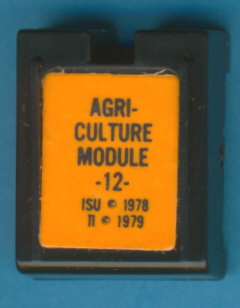 AGRI-
CULTURE
MODULE
-12-
ISU © 1978
TI © 1979